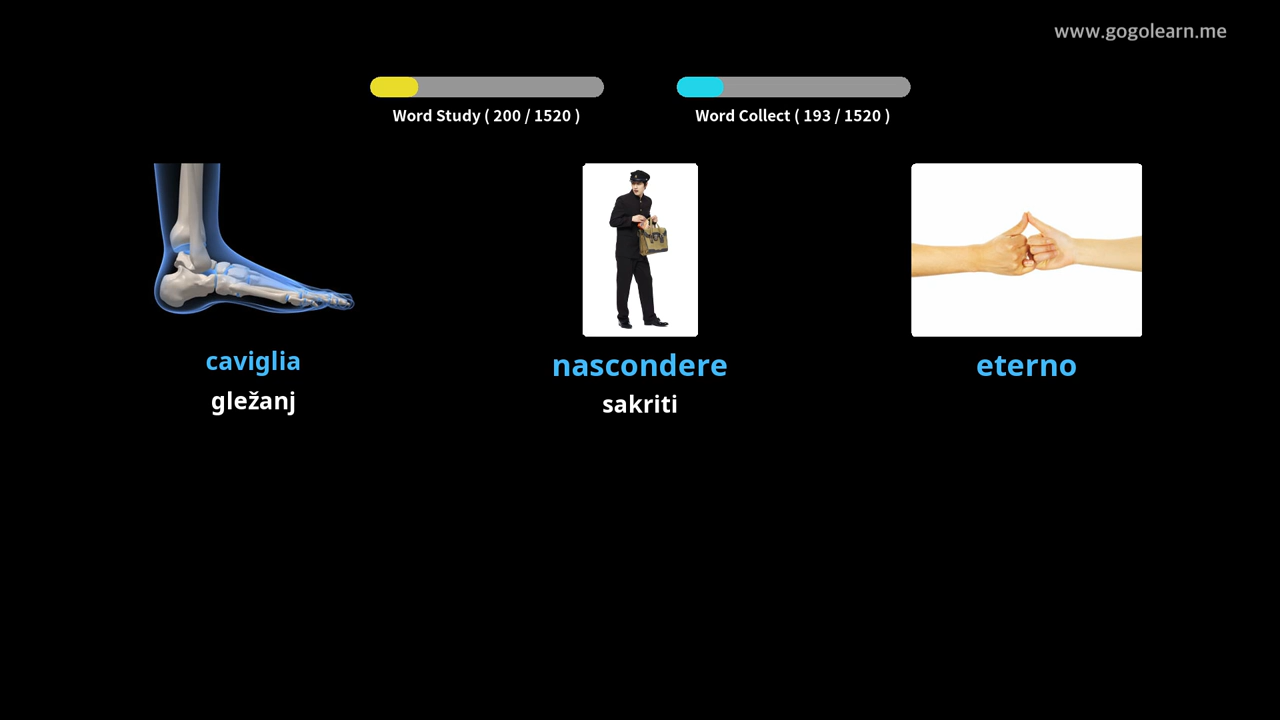 www.gogolearn.me
Word Study ( 200 / 1520 )
Word Collect ( 193 / 1520 )
caviglia
gležanj
nascondere
sakriti
eterno